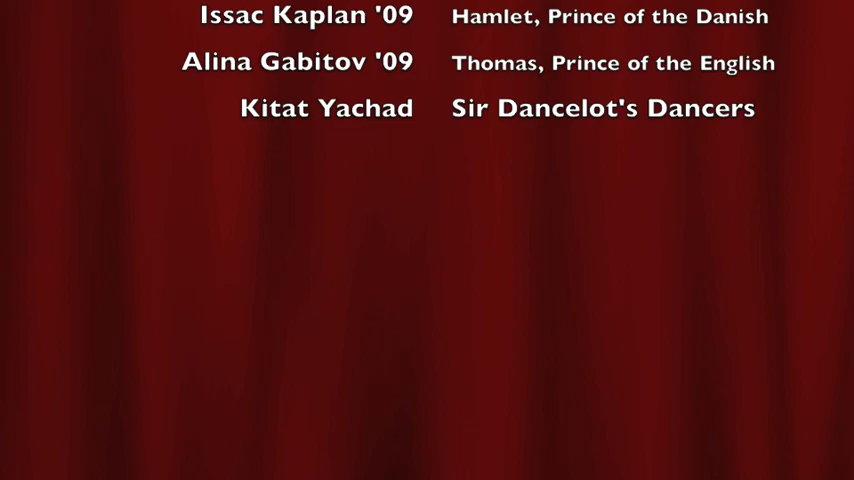 Issac Kaplan '09 Hamlet, Prince of the Danish
Alina Gabitov '09 Thomas, Prince of the English
Kitat Yachad Sir Dancelot's Dancers